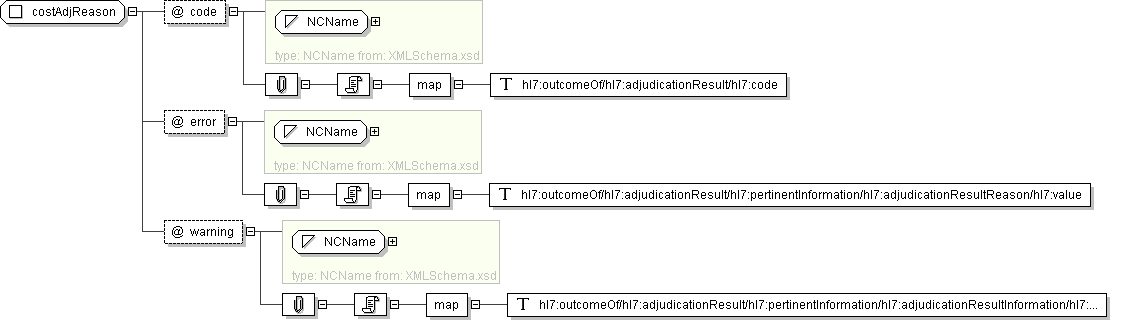 costAdjReason
@ code
NCName
type: NCName from: XMLSchema.xsd
map
T hl7:outcomeOf/hl7:adjudicationResult/hl7:code
@ error
NCName
type: NCName from: XMLSchema.xsd
map
T hl7:outcomeOf/hl7:adjudicationResult/hl7:pertinentInformation/hl7:adjudicationResultReason/hl7:value
@ warning
NCName
type: NCName from: XMLSchema.xsd
map
T hl7:outcomeOf/hl7:adjudicationResult/hl7:pertinentInformation/hl7:adjudicationResultInformation/hl7:...